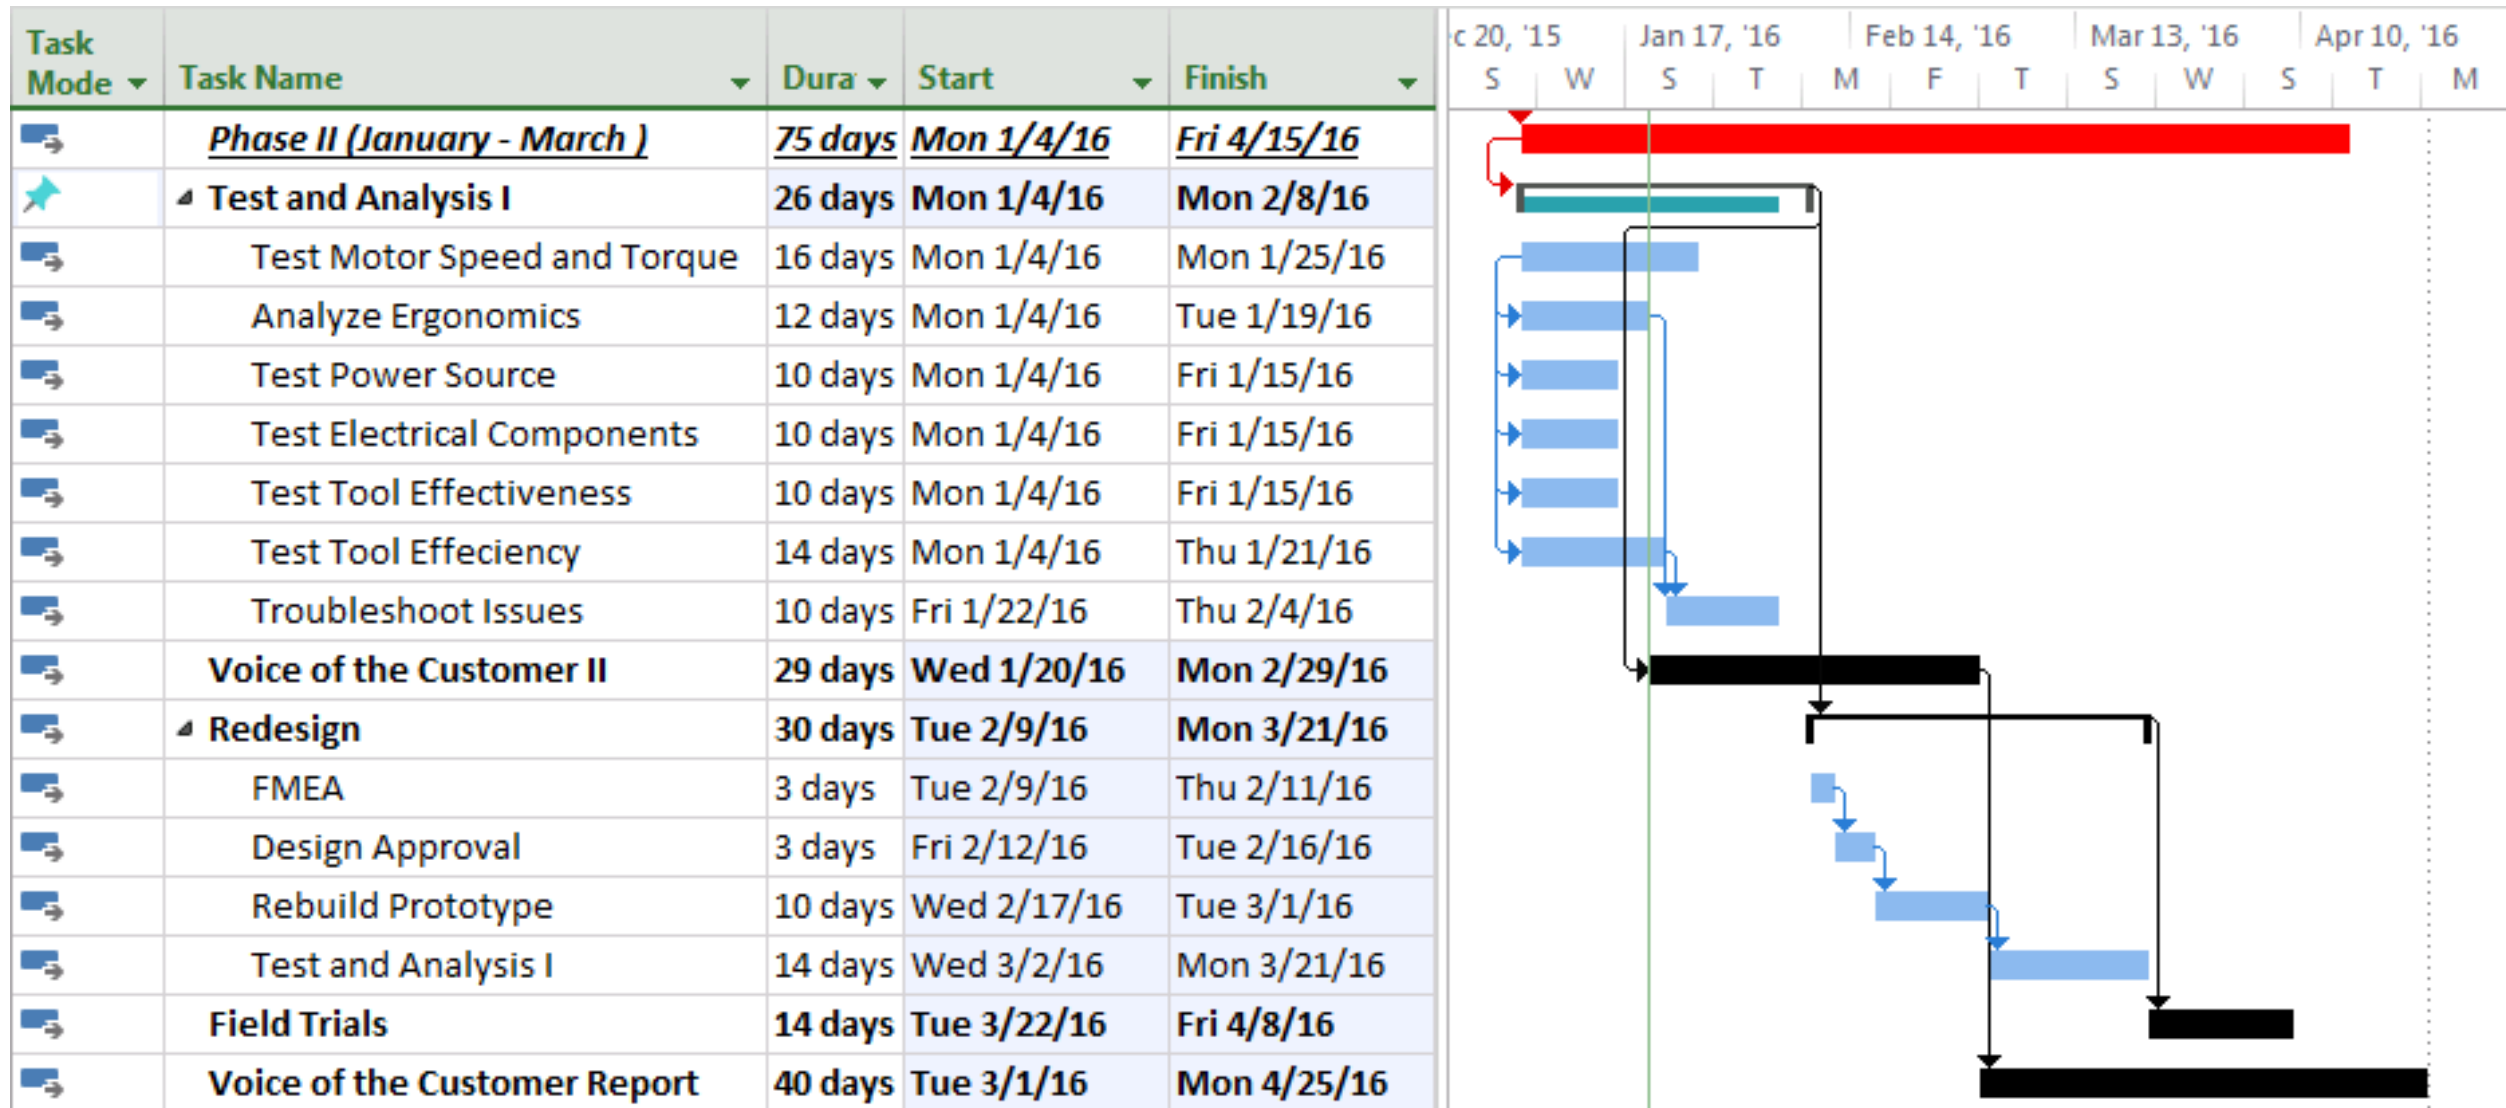 Task Mode Task Name Dura Start Finish
c 20, '15 Jan 17, '16 Feb 14, '16 Mar 13, '16 Apr 10, '16
S W S T M F T S W S T M
Phase II (January - March ) 75 days Mon 1/4/16 Fri 4/15/16
Test and Analysis I 26 days Mon 1/4/16 Mon 2/8/16
Test Motor Speed and Torque 16 days Mon 1/4/16 Mon 1/25/16
Analyze Ergonomics 12 days Mon 1/4/16 Tue 1/19/16
Test Power Source 10 days Mon 1/4/16 Fri 1/15/16
Test Electrical Components 10 days Mon 1/4/16 Fri 1/15/16
Test Tool Effectiveness 10 days Mon 1/4/16 Fri 1/15/16
Test Tool Effeciency 14 days Mon 1/4/16 Thu 1/21/16
Troubleshoot Issues 10 days Fri 1/22/16 Thu 2/4/16
Voice of the Customer II 29 days Wed 1/20/16 Mon 2/29/16
Redesign 30 days Tue 2/9/16 Mon 3/21/16
FMEA 3 days Tue 2/9/16 Thu 2/11/16
Design Approval 3 days Fri 2/12/16 Tue 2/16/16
Rebuild Prototype 10 days Wed 2/17/16 Tue 3/1/16
Test and Analysis I 14 days Wed 3/2/16 Mon 3/21/16
Field Trials 14 days Tue 3/22/16 Fri 4/8/16
Voice of the Customer Report 40 days Tue 3/1/16 Mon 4/25/16